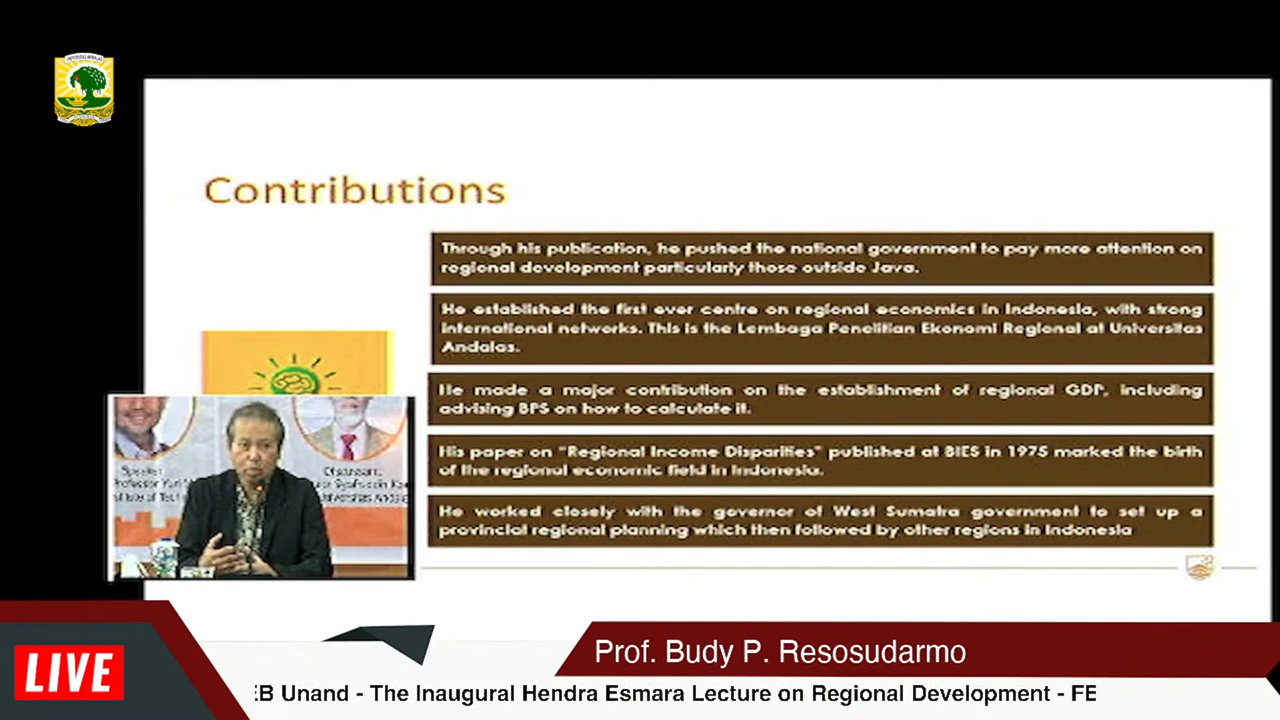 Contributions
Through his publication, he pushed the national government to pay more attention on
regional development particularly those outside Java.
He established the first ever centre on regional economics in Indonesia, with strong
international networks. This is the Lembaga Penelitian Ekonomi Regional at Universitas
Andalas.
He made a major contribution on the establishment of regional GDP, including
advising BPS on how to calculate it.
His paper on "Regional Income Disparities" published at BIES in 1975 marked the birth
of the regional economic field in Indonesia.
He worked closely with the governor of West Sumatra government to set up a
provincial regional planning which then followed by other regions in Indonesia
Speaker
LIVE
Prof. Budy P. Resosudarmo
EB Unand - The Inaugural Hendra Esmara Lecture on Regional Development - FE